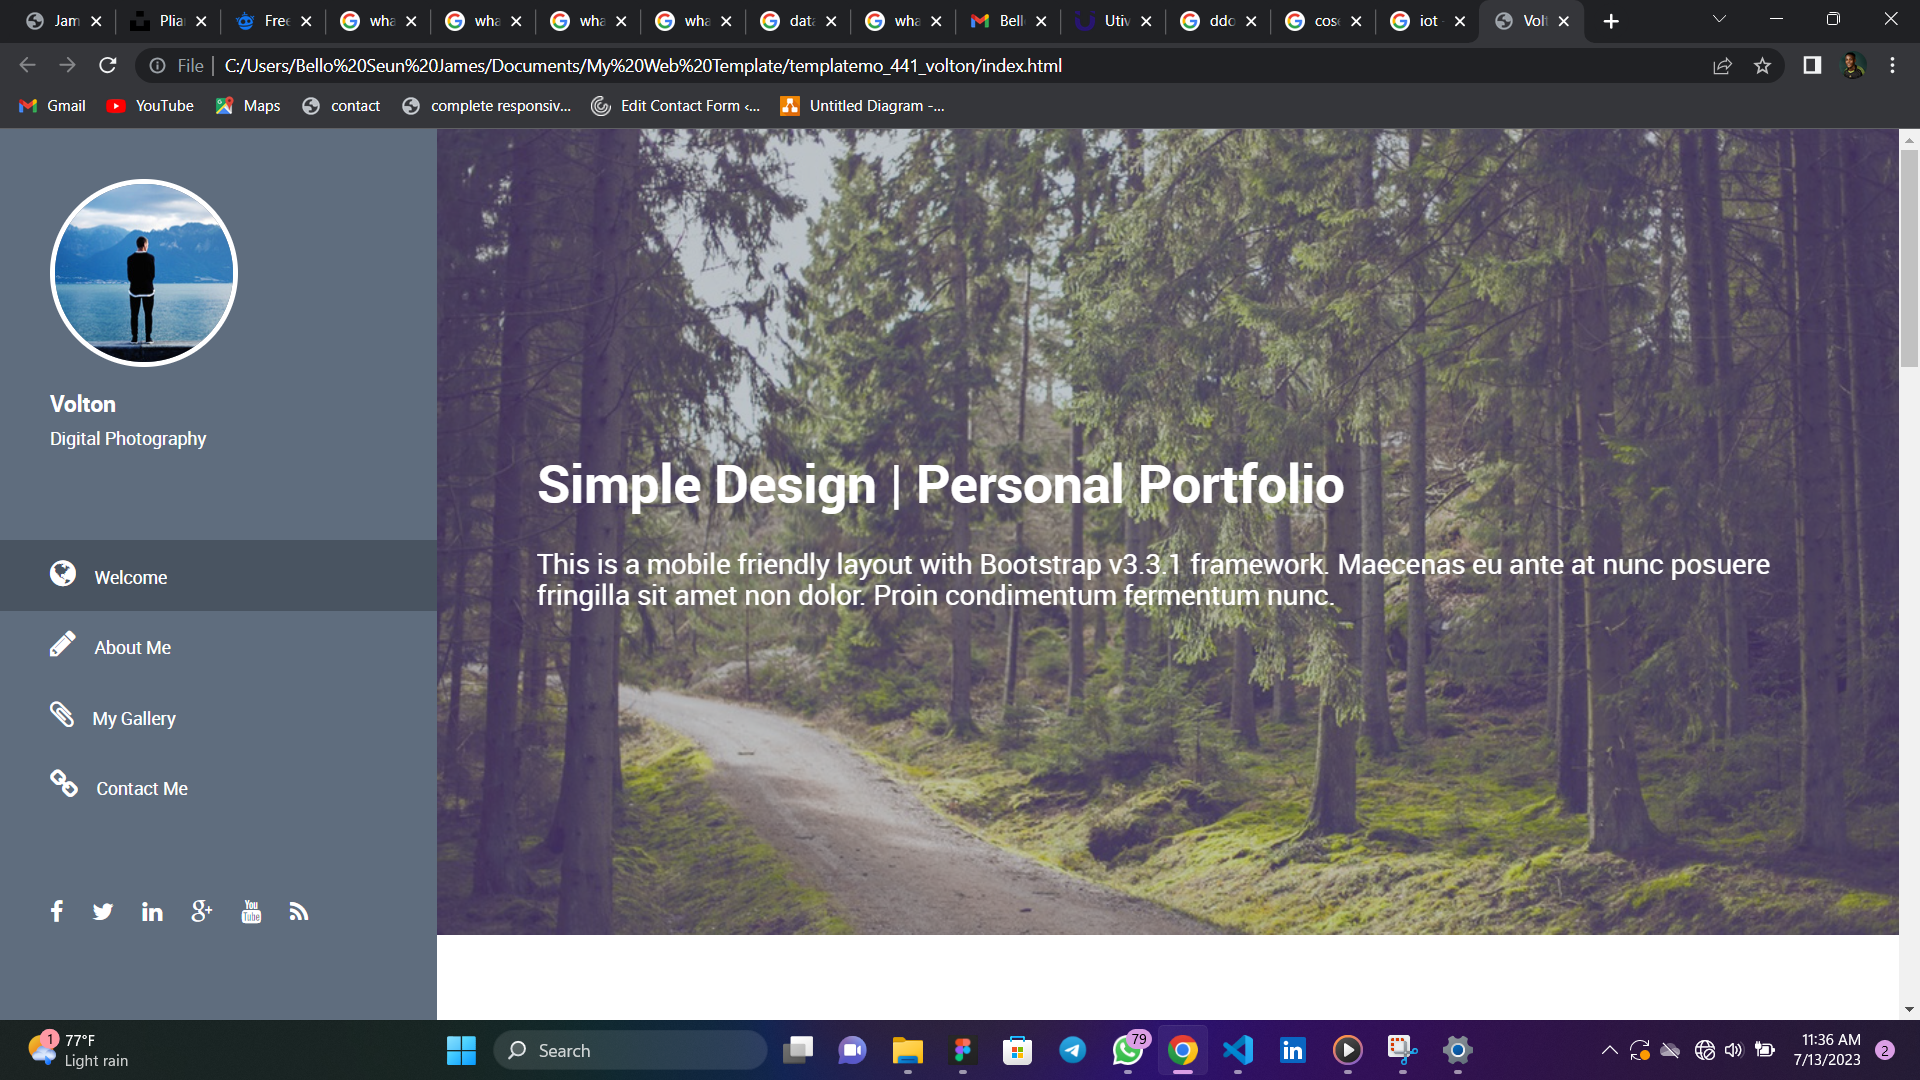 Jam
Plia
Free
wha
wha
wha
wha
data
wha
Bell
Utiv
ddo
cos
iot
Volt
File
C:/Users/Bello%20Seun%20James/Documents/My%20Web%20Template/templatemo_441_volton/index.html
Gmail
YouTube
Maps
contact
complete responsiv...
Edit Contact Form ‹...
Untitled Diagram -...
Volton
Digital Photography
Welcome
About Me
My Gallery
Contact Me
You
Tube
Simple Design | Personal Portfolio
This is a mobile friendly layout with Bootstrap v3.3.1 framework. Maecenas eu ante at nunc posuere
fringilla sit amet non dolor. Proin condimentum fermentum nunc.
1
77°F
Light rain
Search
79
11:36 AM
7/13/2023
2